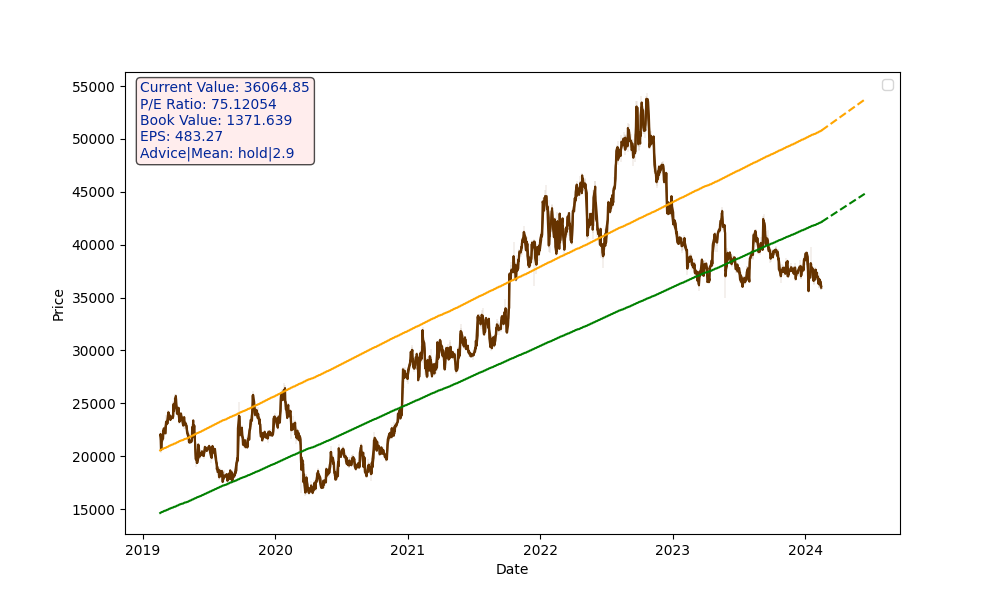 Current Value: 36064.85
P/E Ratio: 75.12054
Book Value: 1371.639
EPS: 483.27
Advice|Mean: hold|2.9
55000
50000
45000
40000
35000
30000
25000
20000
15000
Price
2019 2020 2021 2022 2023 2024
Date